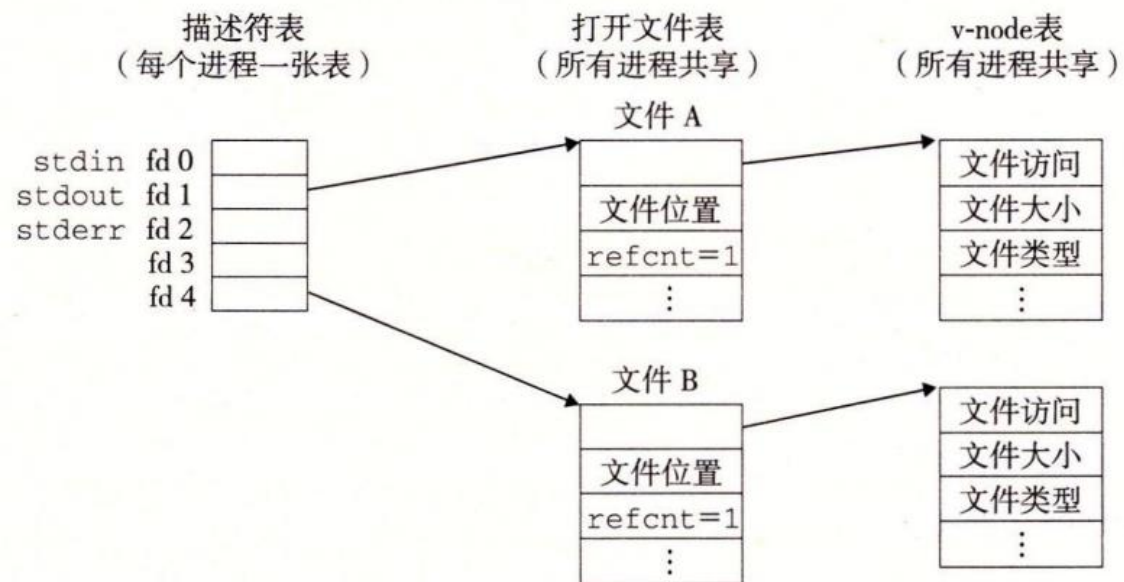 描述符表
（每个进程一张表）
打开文件表
（所有进程共享）
v-node表
（所有进程共享）
stdin fd 0
stdout fd 1
stderr fd 2
fd 3
fd 4
文件 A
文件位置
refcnt=1
⋮
文件访问
文件大小
文件类型
⋮
文件 B
文件位置
refcnt=1
⋮
文件访问
文件大小
文件类型
⋮